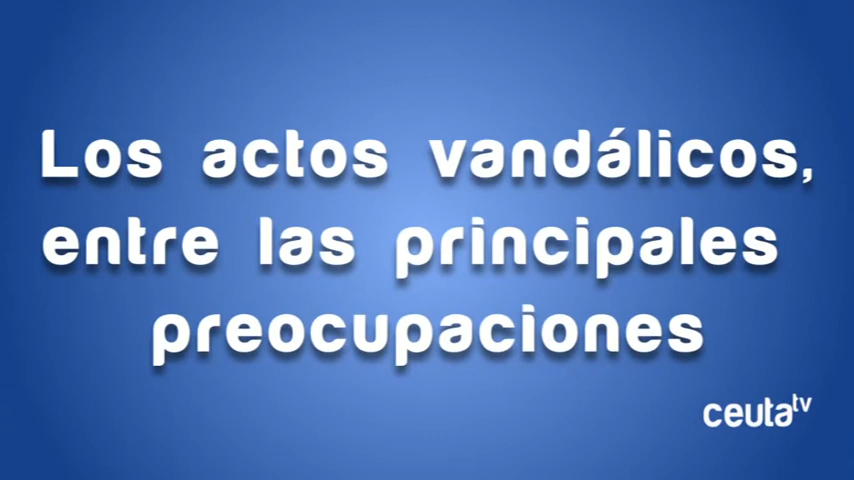 Los actos vandálicos,
entre las principales
preocupaciones
ceutatv